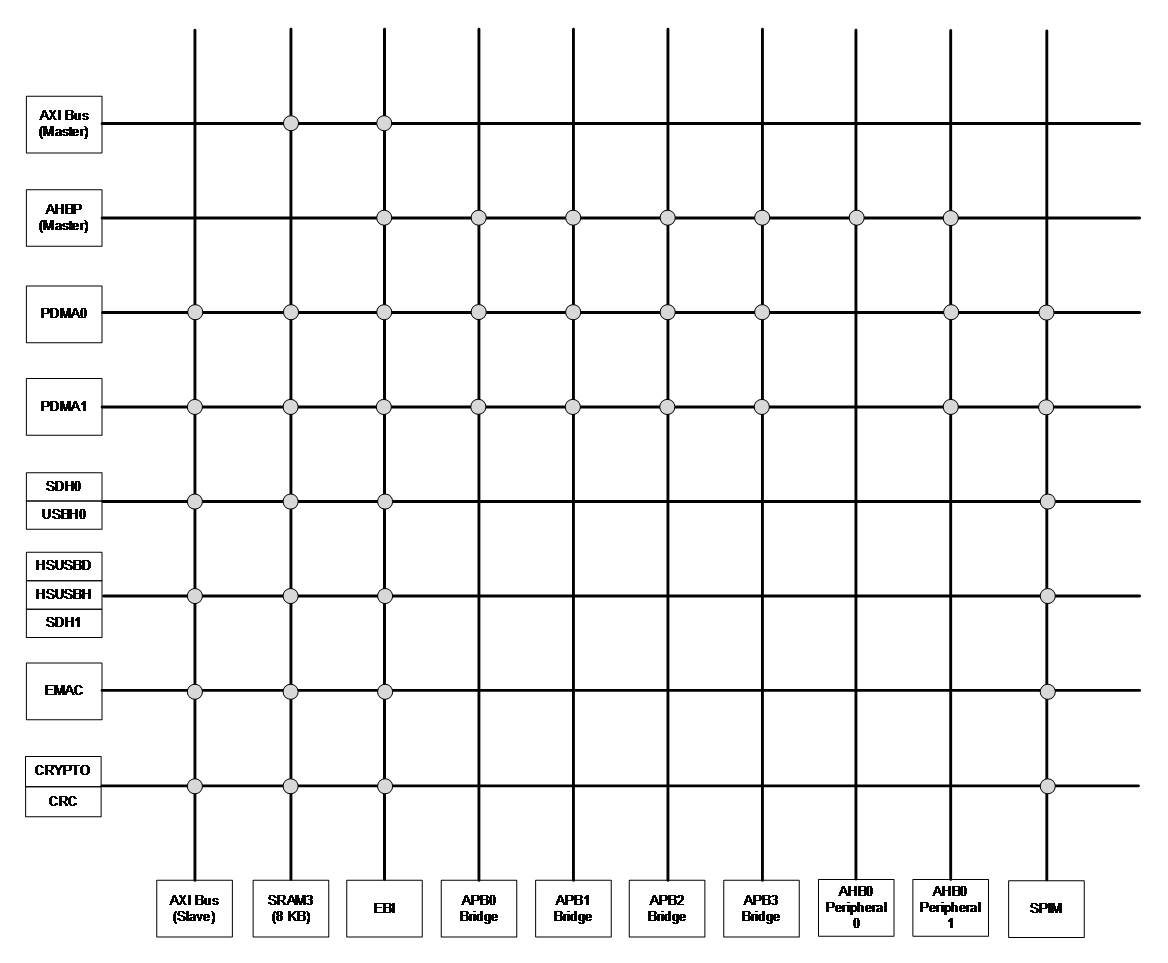 AXI Bus
(Master)
AHBP
(Master)
PDMA0
PDMA1
SDH0
USBH0
HSUSBD
HSUSBH
SDH1
EMAC
CRYPTO
CRC
AXI Bus
(Slave)
SRAM3
(8 KB)
EBI
APB0
Bridge
APB1
Bridge
APB2
Bridge
APB3
Bridge
AHB0
Peripheral
0
AHB0
Peripheral
1
SPIM